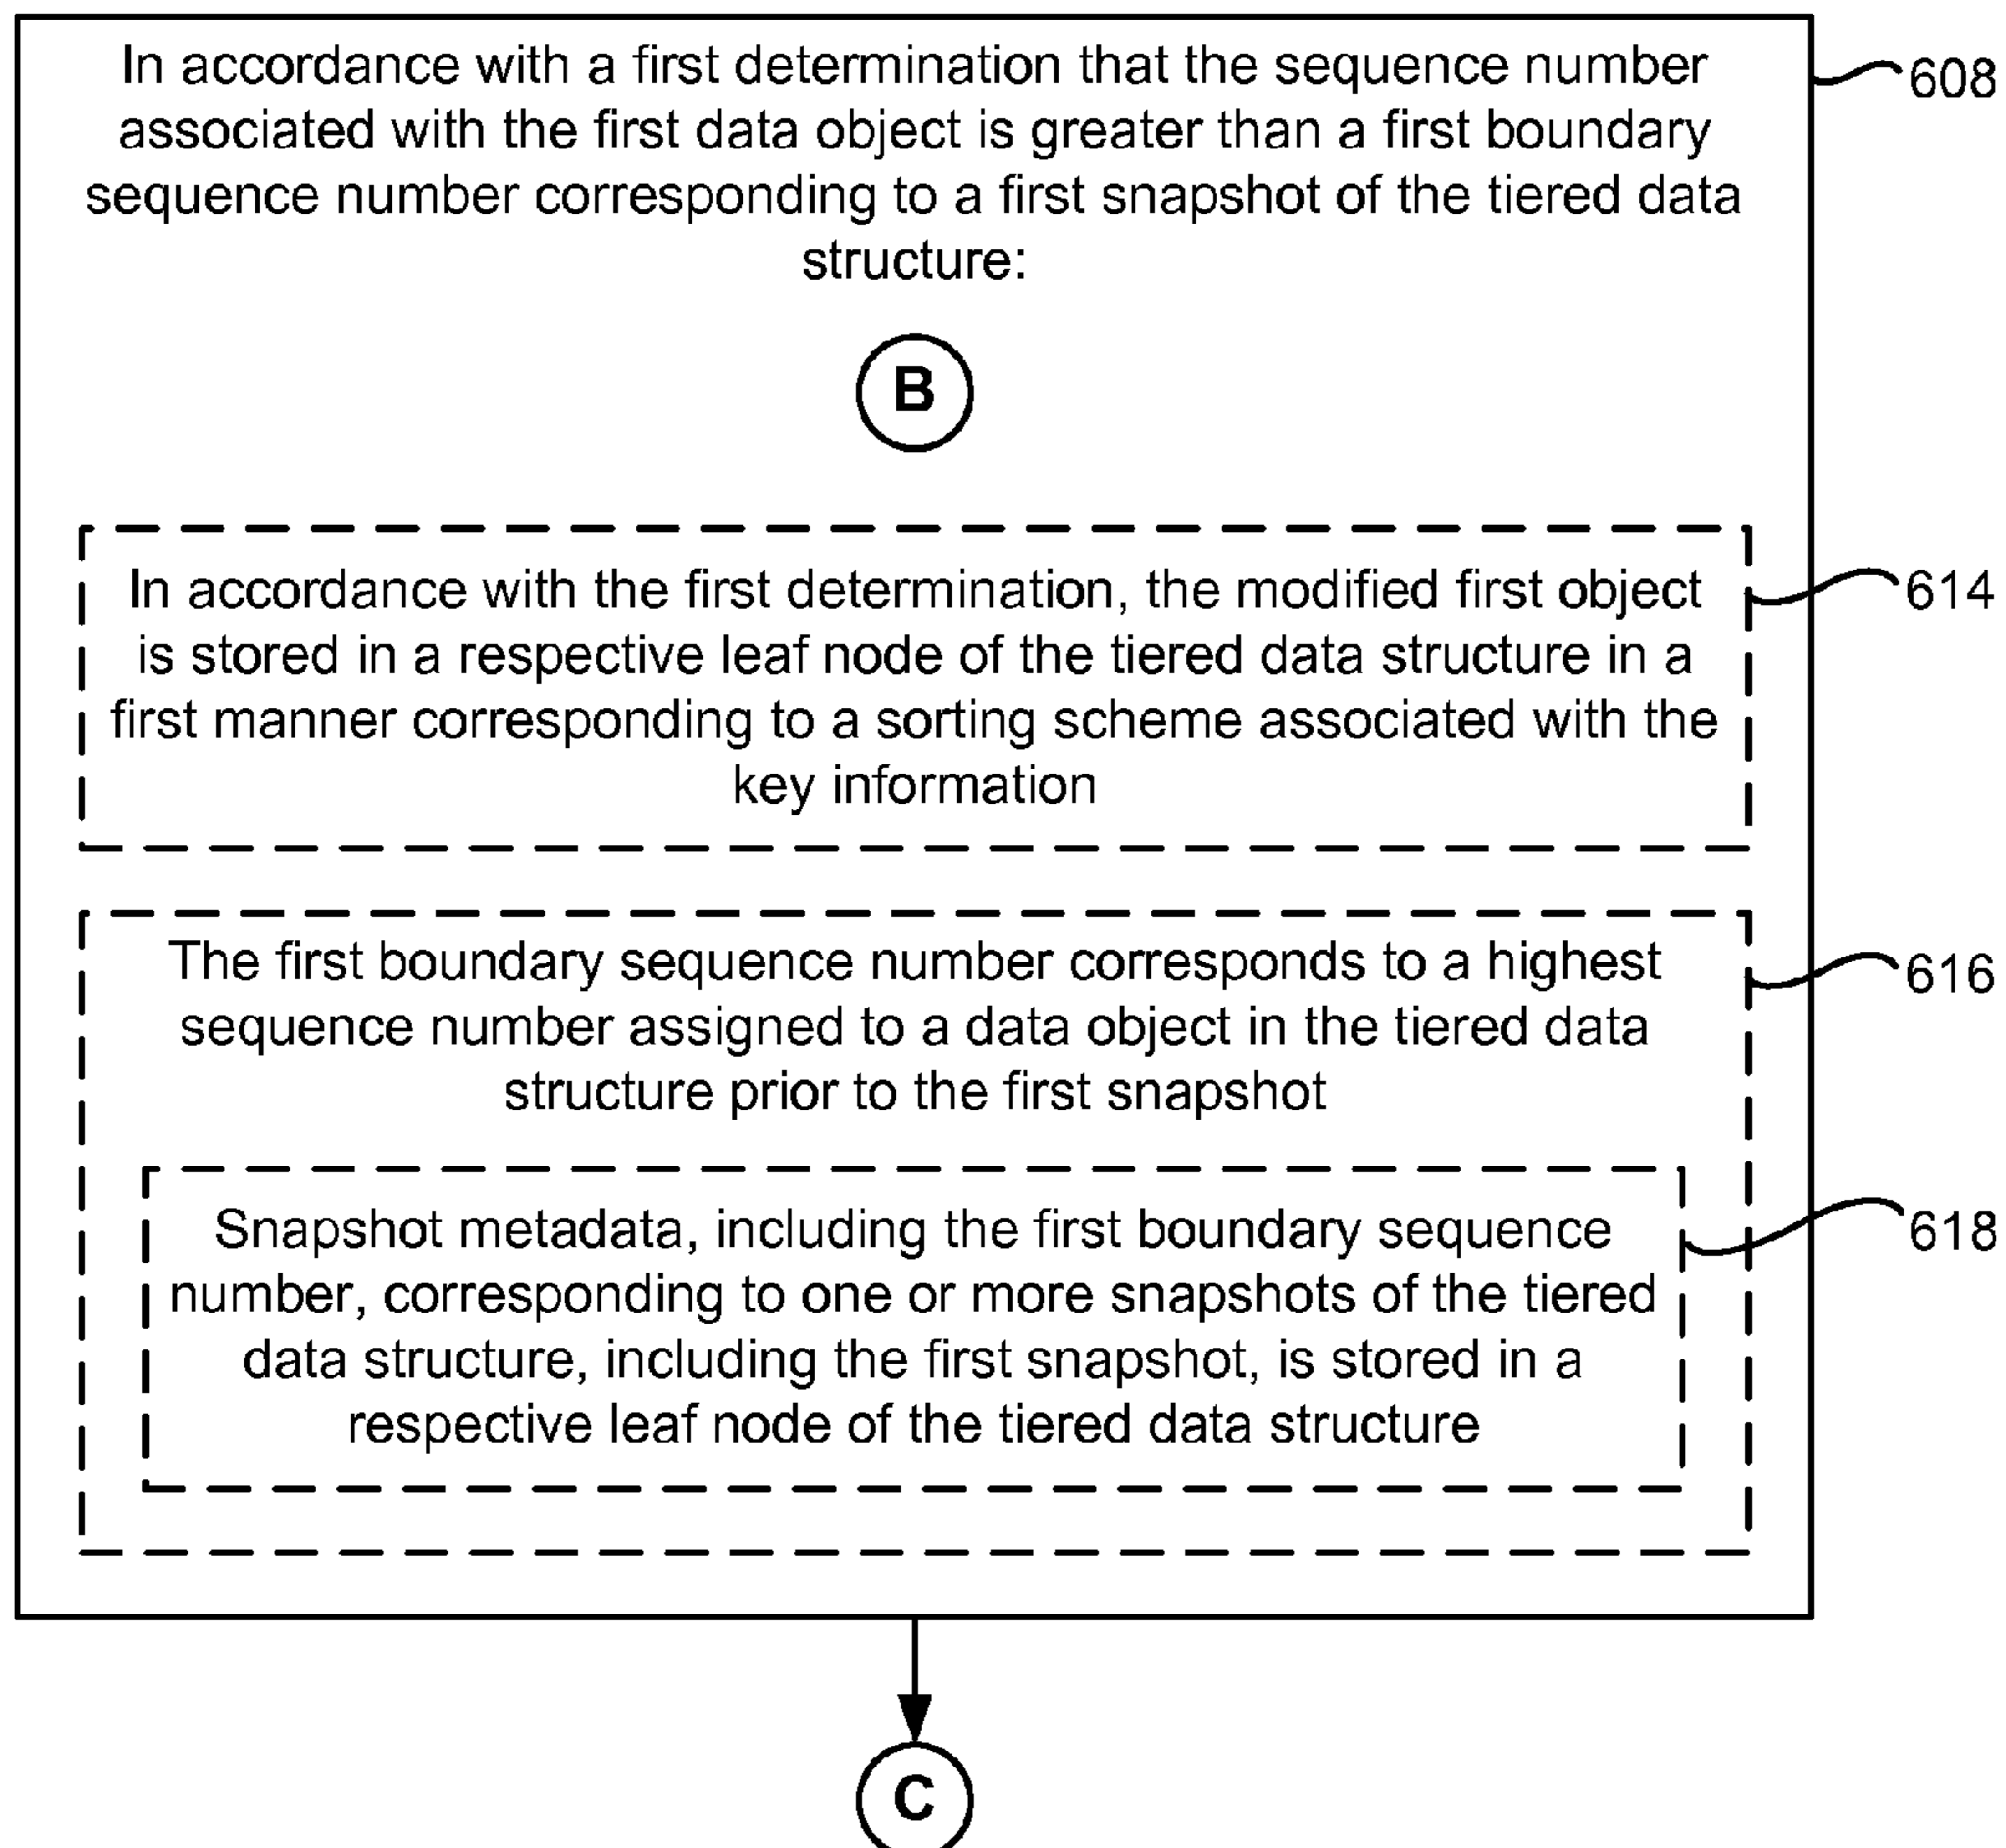 In accordance with a first determination that the sequence number
associated with the first data object is greater than a first boundary
sequence number corresponding to a first snapshot of the tiered data
structure:
608
B
In accordance with the first determination, the modified first object
is stored in a respective leaf node of the tiered data structure in a
first manner corresponding to a sorting scheme associated with the
key information
614
The first boundary sequence number corresponds to a highest
sequence number assigned to a data object in the tiered data
structure prior to the first snapshot
616
Snapshot metadata, including the first boundary sequence
number, corresponding to one or more snapshots of the tiered
data structure, including the first snapshot, is stored in a
respective leaf node of the tiered data structure
618
C